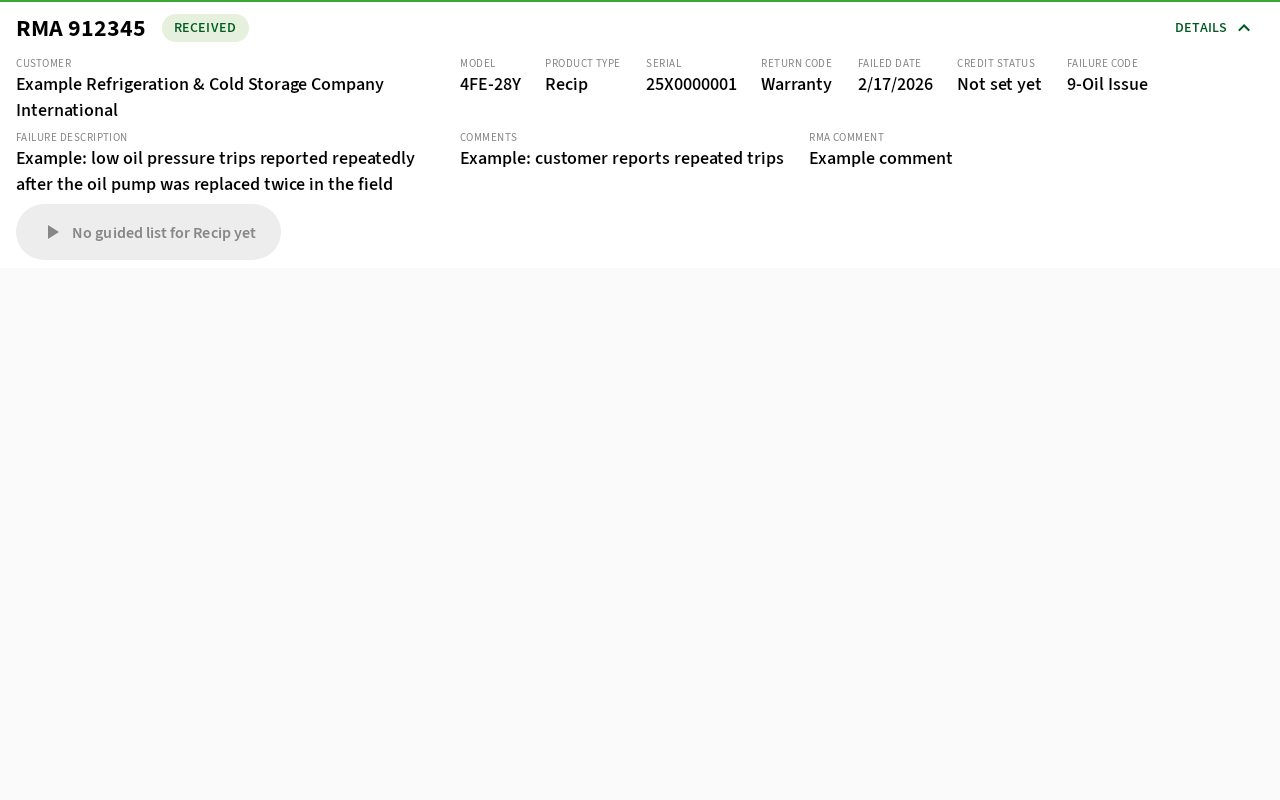 RMA 912345 RECEIVED DETAILS
CUSTOMER MODEL PRODUCT TYPE SERIAL RETURN CODE FAILED DATE CREDIT STATUS FAILURE CODE
Example Refrigeration & Cold Storage Company 4FE-28Y Recip 25X0000001 Warranty 2/17/2026 Not set yet 9-Oil Issue
International
FAILURE DESCRIPTION COMMENTS RMA COMMENT
Example: low oil pressure trips reported repeatedly Example: customer reports repeated trips Example comment
after the oil pump was replaced twice in the field
No guided list for Recip yet